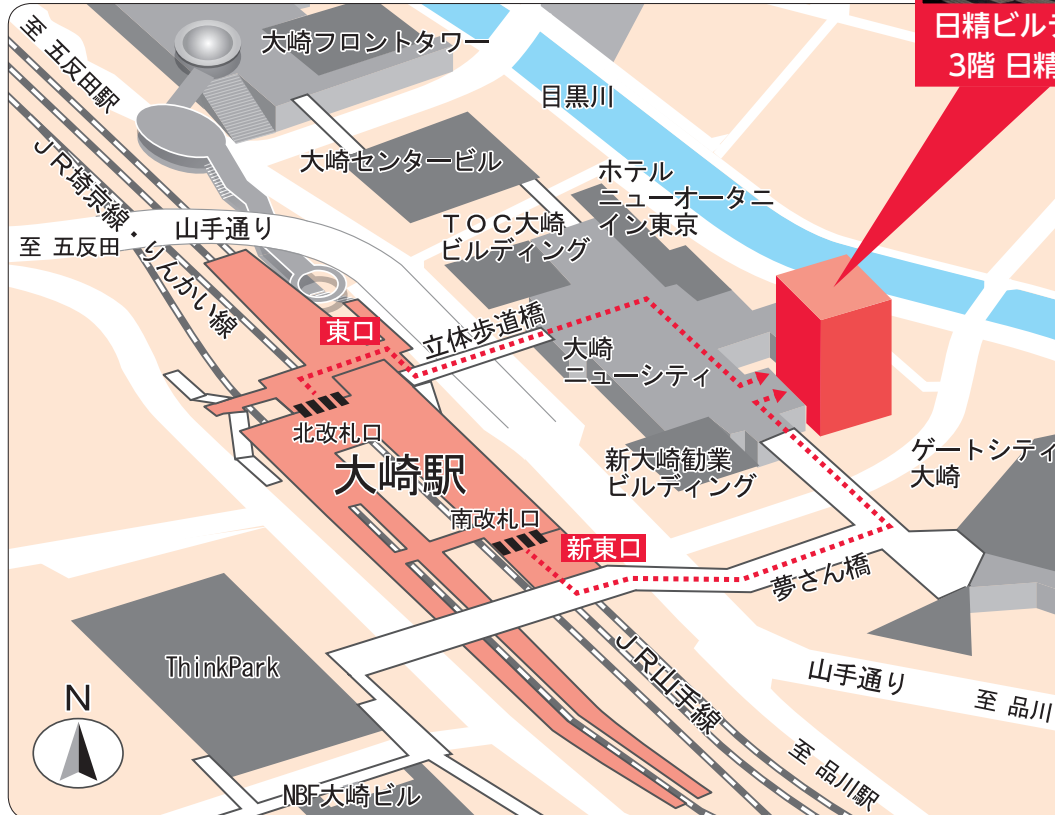 日精ビルデ
3階 日精
至 五反田駅
大崎フロントタワー
目黒川
大崎センタービル
JR埼京線・りんかい線
ホテル
ニューオータニ
イン東京
山手通り
至 五反田
TOC大崎
ビルディング
東口
立体歩道橋
大崎
ニューシティ
北改札口
大崎駅
新大崎勧業
ビルディング
ゲートシティ
大崎
南改札口
新東口
夢さん橋
ThinkPark
JR山手線
山手通り
至 品川
N
至 品川駅
NBF大崎ビル